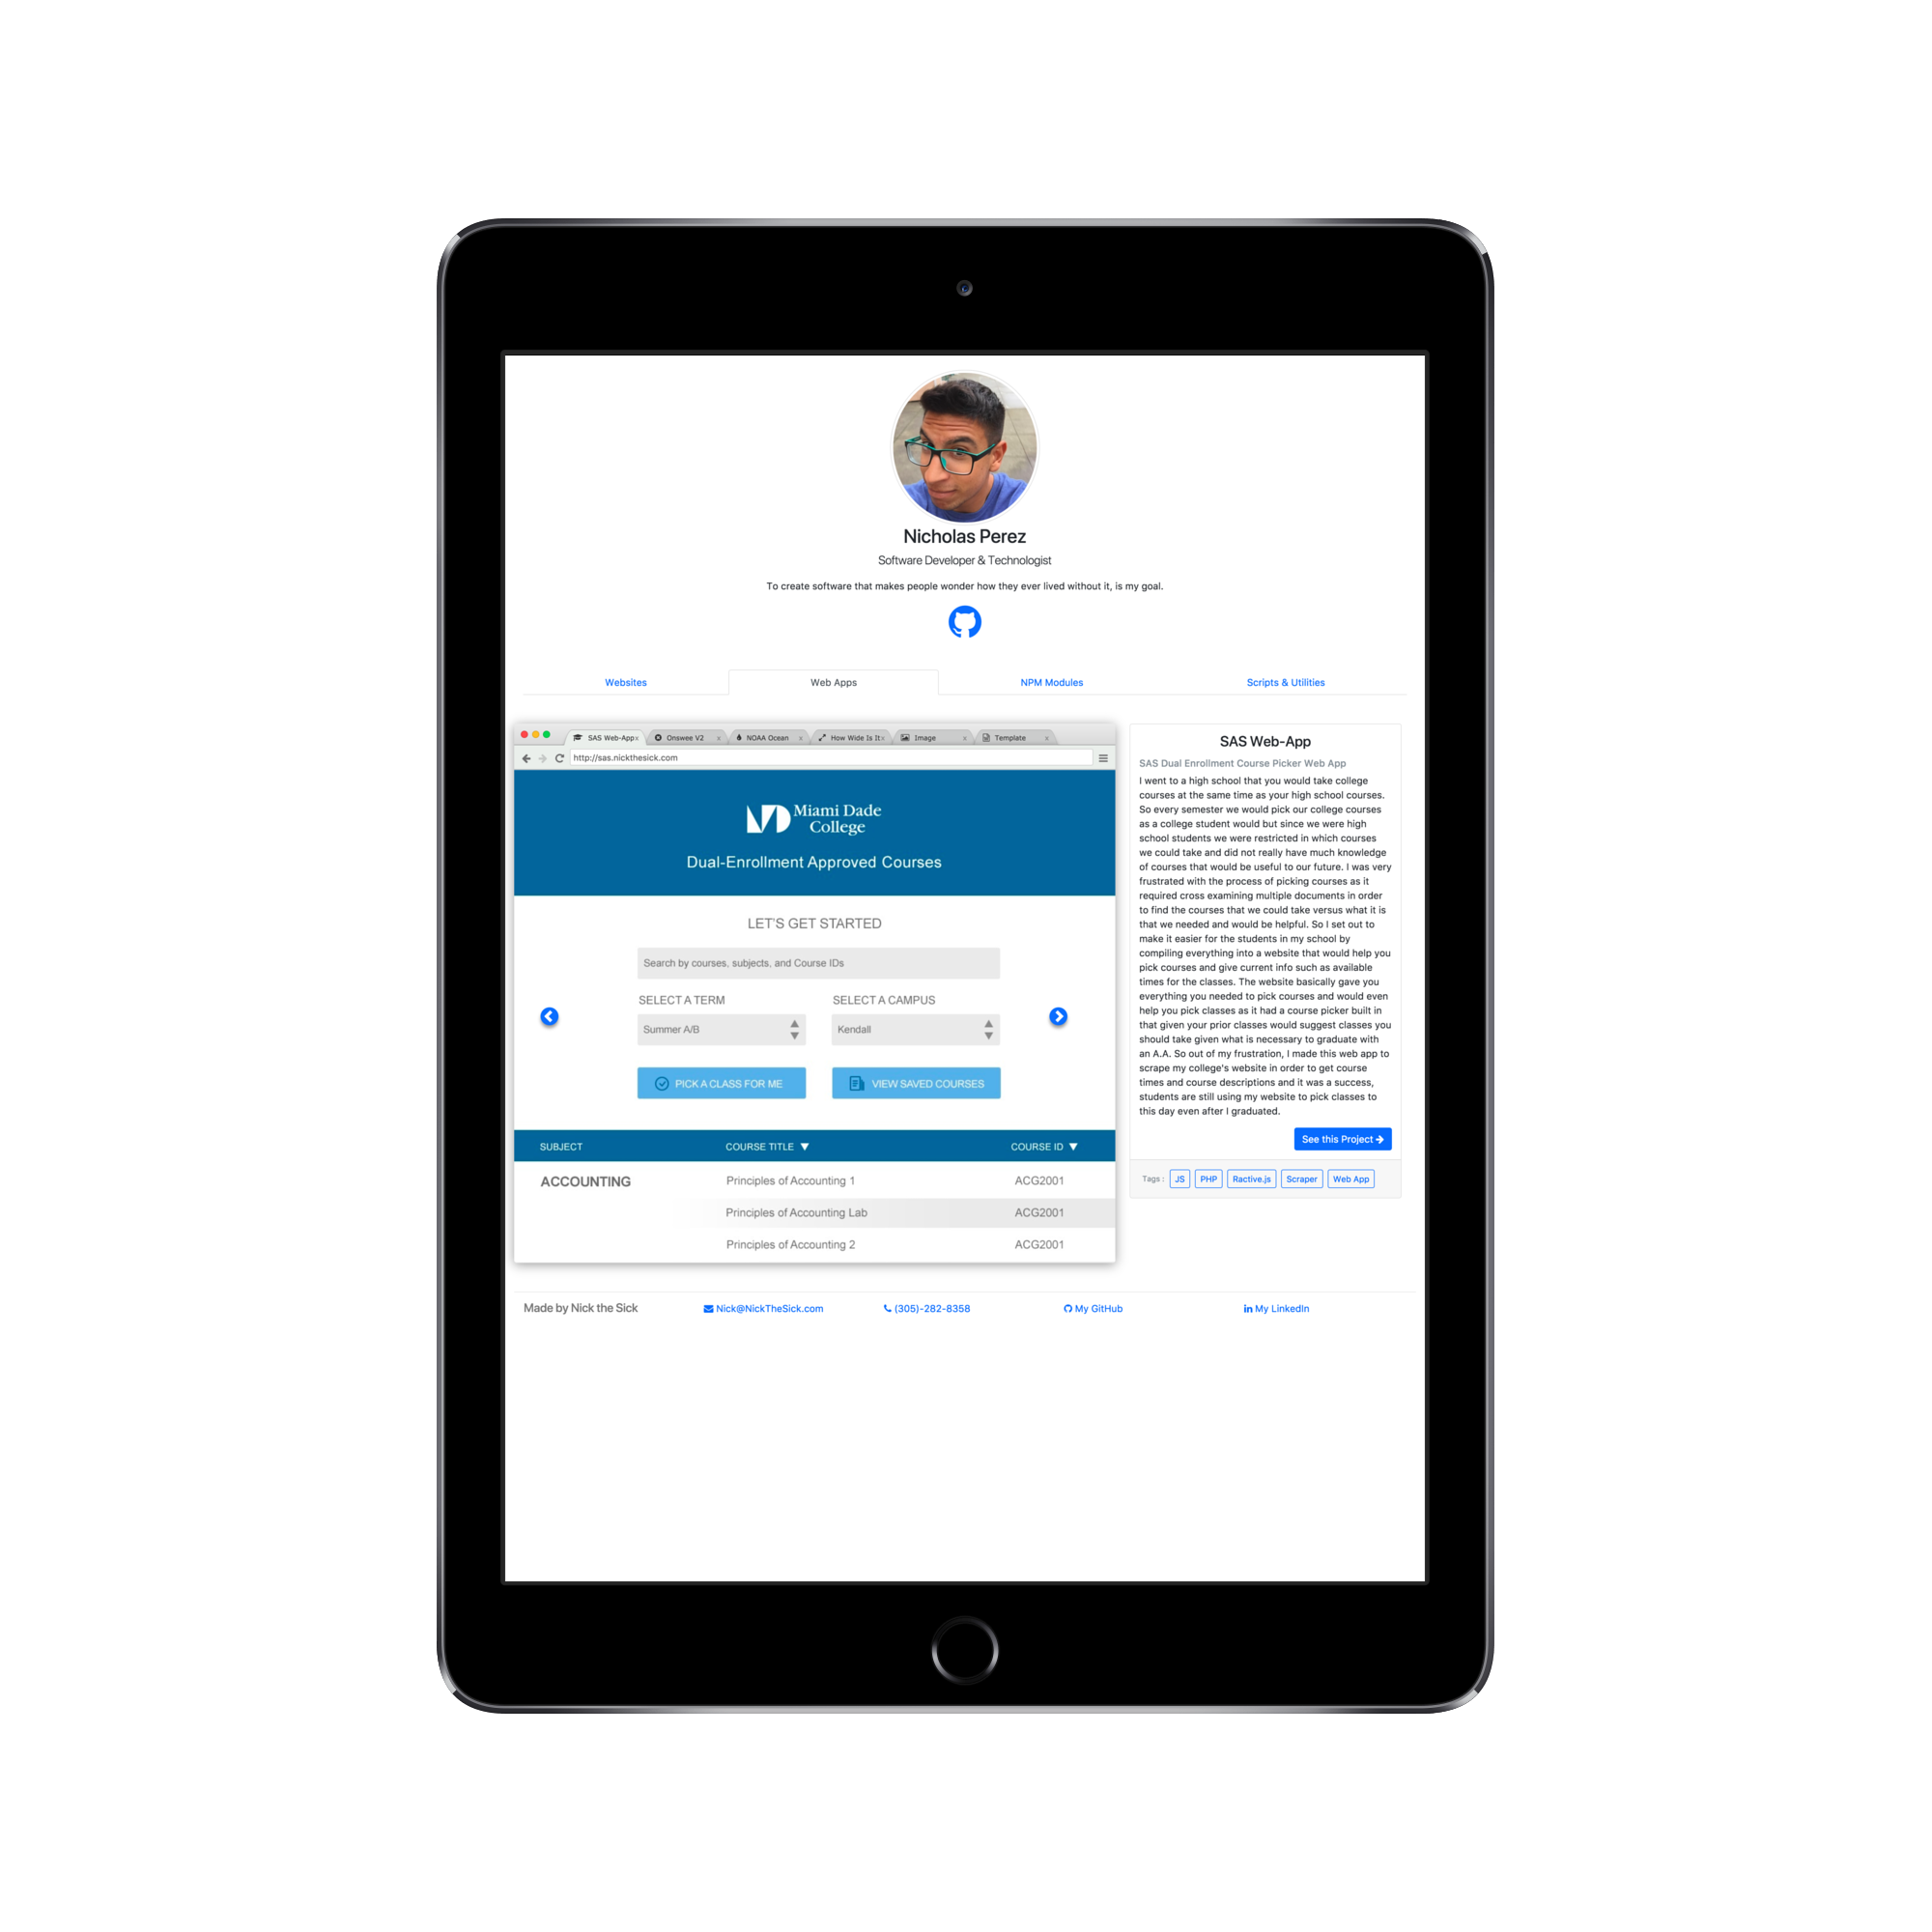 Nicholas Perez
Software Developer & Technologist
To create software that makes people wonder how they ever lived without it, is my goal.
Websites
Web Apps
NPM Modules
Scripts & Utilities
SAS Web-App x
Onswee V2 x
NOAA Ocean x
How Wide Is It x
Image x
Template x
http://sas.nickthesick.com
Miami Dade
College
Dual-Enrollment Approved Courses
LET'S GET STARTED
Search by courses, subjects, and Course IDs
SELECT A TERM
SELECT A CAMPUS
Summer A/B
Kendall
PICK A CLASS FOR ME
VIEW SAVED COURSES
SUBJECT COURSE TITLE ▼ COURSE ID ▼
ACCOUNTING Principles of Accounting 1 ACG2001
Principles of Accounting Lab ACG2001
Principles of Accounting 2 ACG2001
SAS Web-App
SAS Dual Enrollment Course Picker Web App
I went to a high school that you would take college
courses at the same time as your high school courses.
So every semester we would pick our college courses
as a college student would but since we were high
school students we were restricted in which courses
we could take and did not really have much knowledge
of courses that would be useful to our future. I was very
frustrated with the process of picking courses as it
required cross examining multiple documents in order
to find the courses that we could take versus what it is
that we needed and would be helpful. So I set out to
make it easier for the students in my school by
compiling everything into a website that would help you
pick courses and give current info such as available
times for the classes. The website basically gave you
everything you needed to pick courses and would even
help you pick classes as it had a course picker built in
that given your prior classes would suggest classes you
should take given what is necessary to graduate with
an A.A. So out of my frustration, I made this web app to
scrape my college's website in order to get course
times and course descriptions and it was a success,
students are still using my website to pick classes to
this day even after I graduated.
See this Project
Tags : JS PHP Ractive.js Scraper Web App
Made by Nick the Sick
Nick@NickTheSick.com
(305)-282-8358
My GitHub
in My LinkedIn